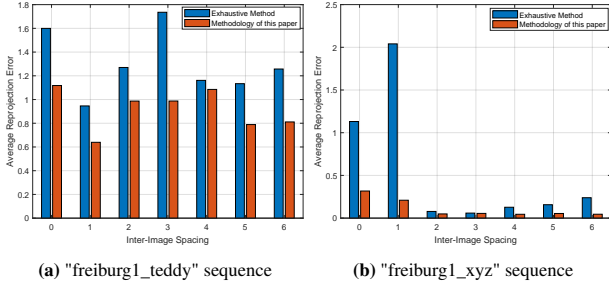 1.8
1.6
1.4
1.2
1
0.8
0.6
0.4
0.2
0
Average Reprojection Error
Exhaustive Method
Methodology of this paper
0 1 2 3 4 5 6
Inter-Image Spacing
(a) "freiburg1_teddy" sequence
2.5
2
1.5
1
0.5
0
Average Reprojection Error
Exhaustive Method
Methodology of this paper
0 1 2 3 4 5 6
Inter-Image Spacing
(b) "freiburg1_xyz" sequence